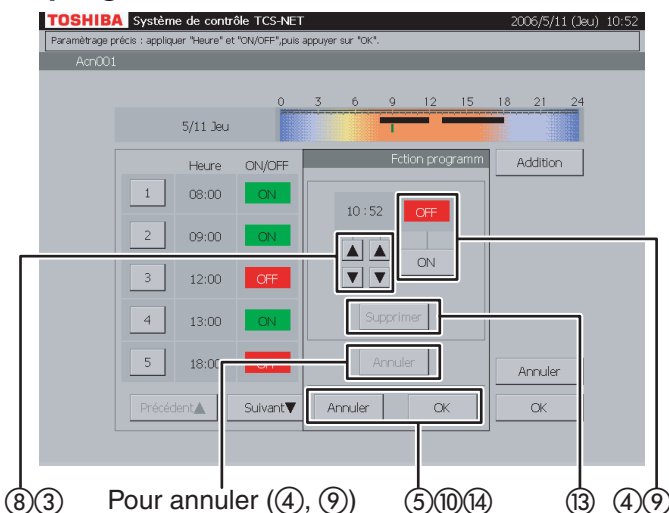 TOSHIBA Système de contrôle TCS-NET 2006/5/11 (Jeu) 10:52
Paramètrage précis : appliquer "Heure" et "ON/OFF",puis appuyer sur "OK".
Acn001
0 3 6 9 12 15 18 21 24
5/11 Jeu
Heure ON/OFF Fction programm Addition
1 08:00 ON
10:52 OFF
2 09:00 ON
ON
3 12:00 OFF
4 13:00 ON
Supprimer
5 18:00 OFF
Annuler
Annuler
Précédent▲ Suivant▼ Annuler OK OK
⑧③ Pour annuler (④, ⑨) ⑤⑩⑭ ⑬ ④⑨